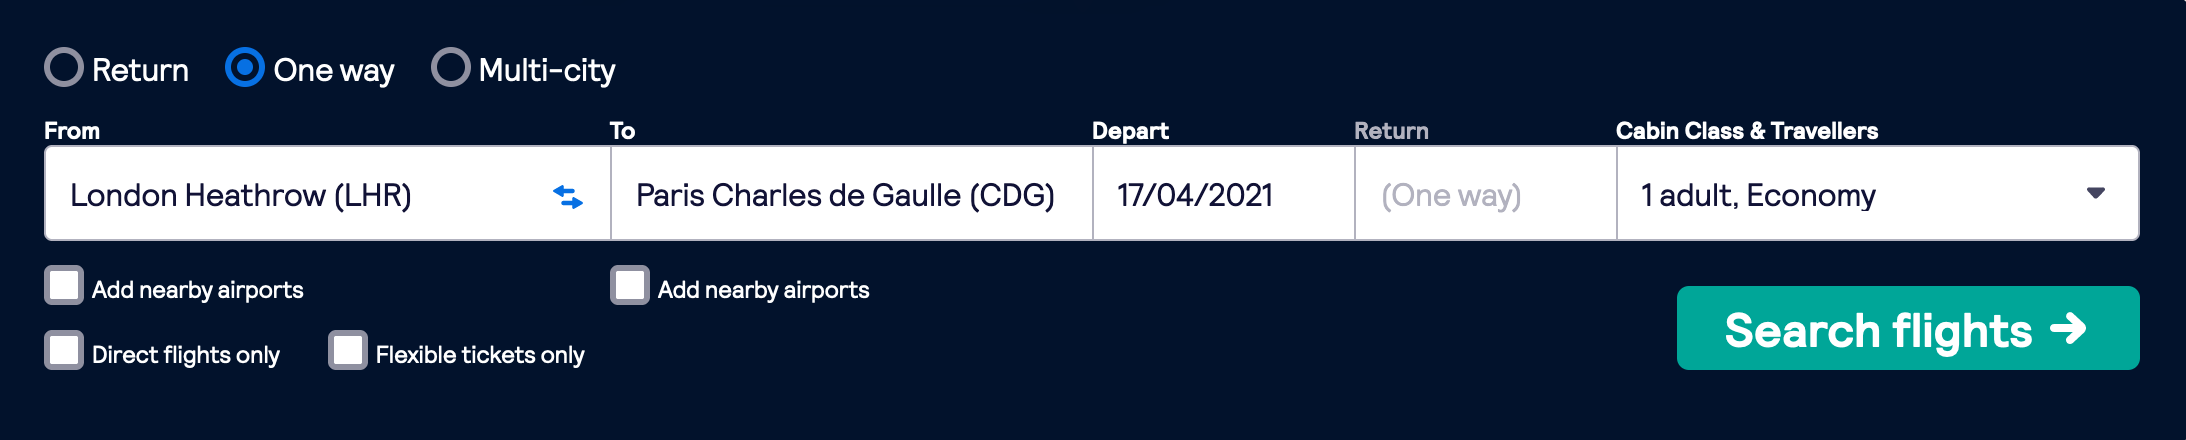 Return One way Multi-city
From To Depart Return Cabin Class & Travellers
London Heathrow (LHR) Paris Charles de Gaulle (CDG) 17/04/2021 (One way) 1 adult, Economy
Add nearby airports Add nearby airports
Direct flights only Flexible tickets only
Search flights →